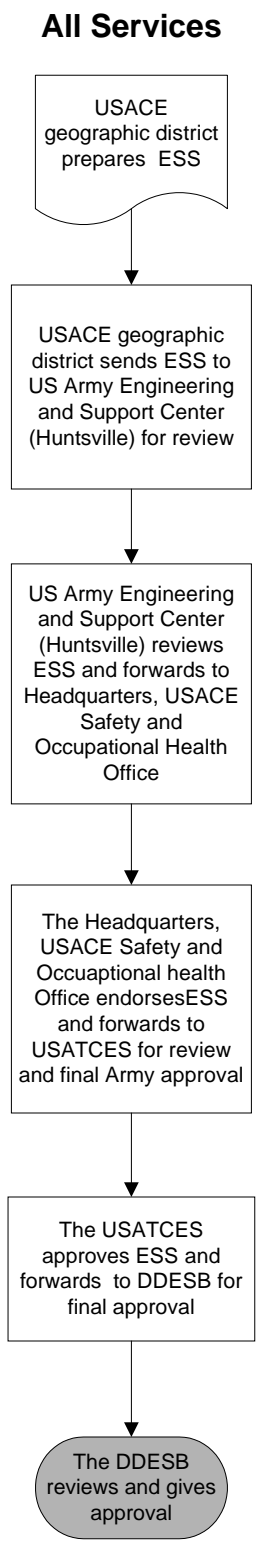 All Services
USACE
geographic district
prepares ESS
USACE geographic
district sends ESS to
US Army Engineering
and Support Center
(Huntsville) for review
US Army Engineering
and Support Center
(Huntsville) reviews
ESS and forwards to
Headquarters, USACE
Safety and
Occupational Health
Office
The Headquarters,
USACE Safety and
Occuaptional health
Office endorsesESS
and forwards to
USATCES for review
and final Army approval
The USATCES
approves ESS and
forwards to DDESB for
final approval
The DDESB
reviews and gives
approval